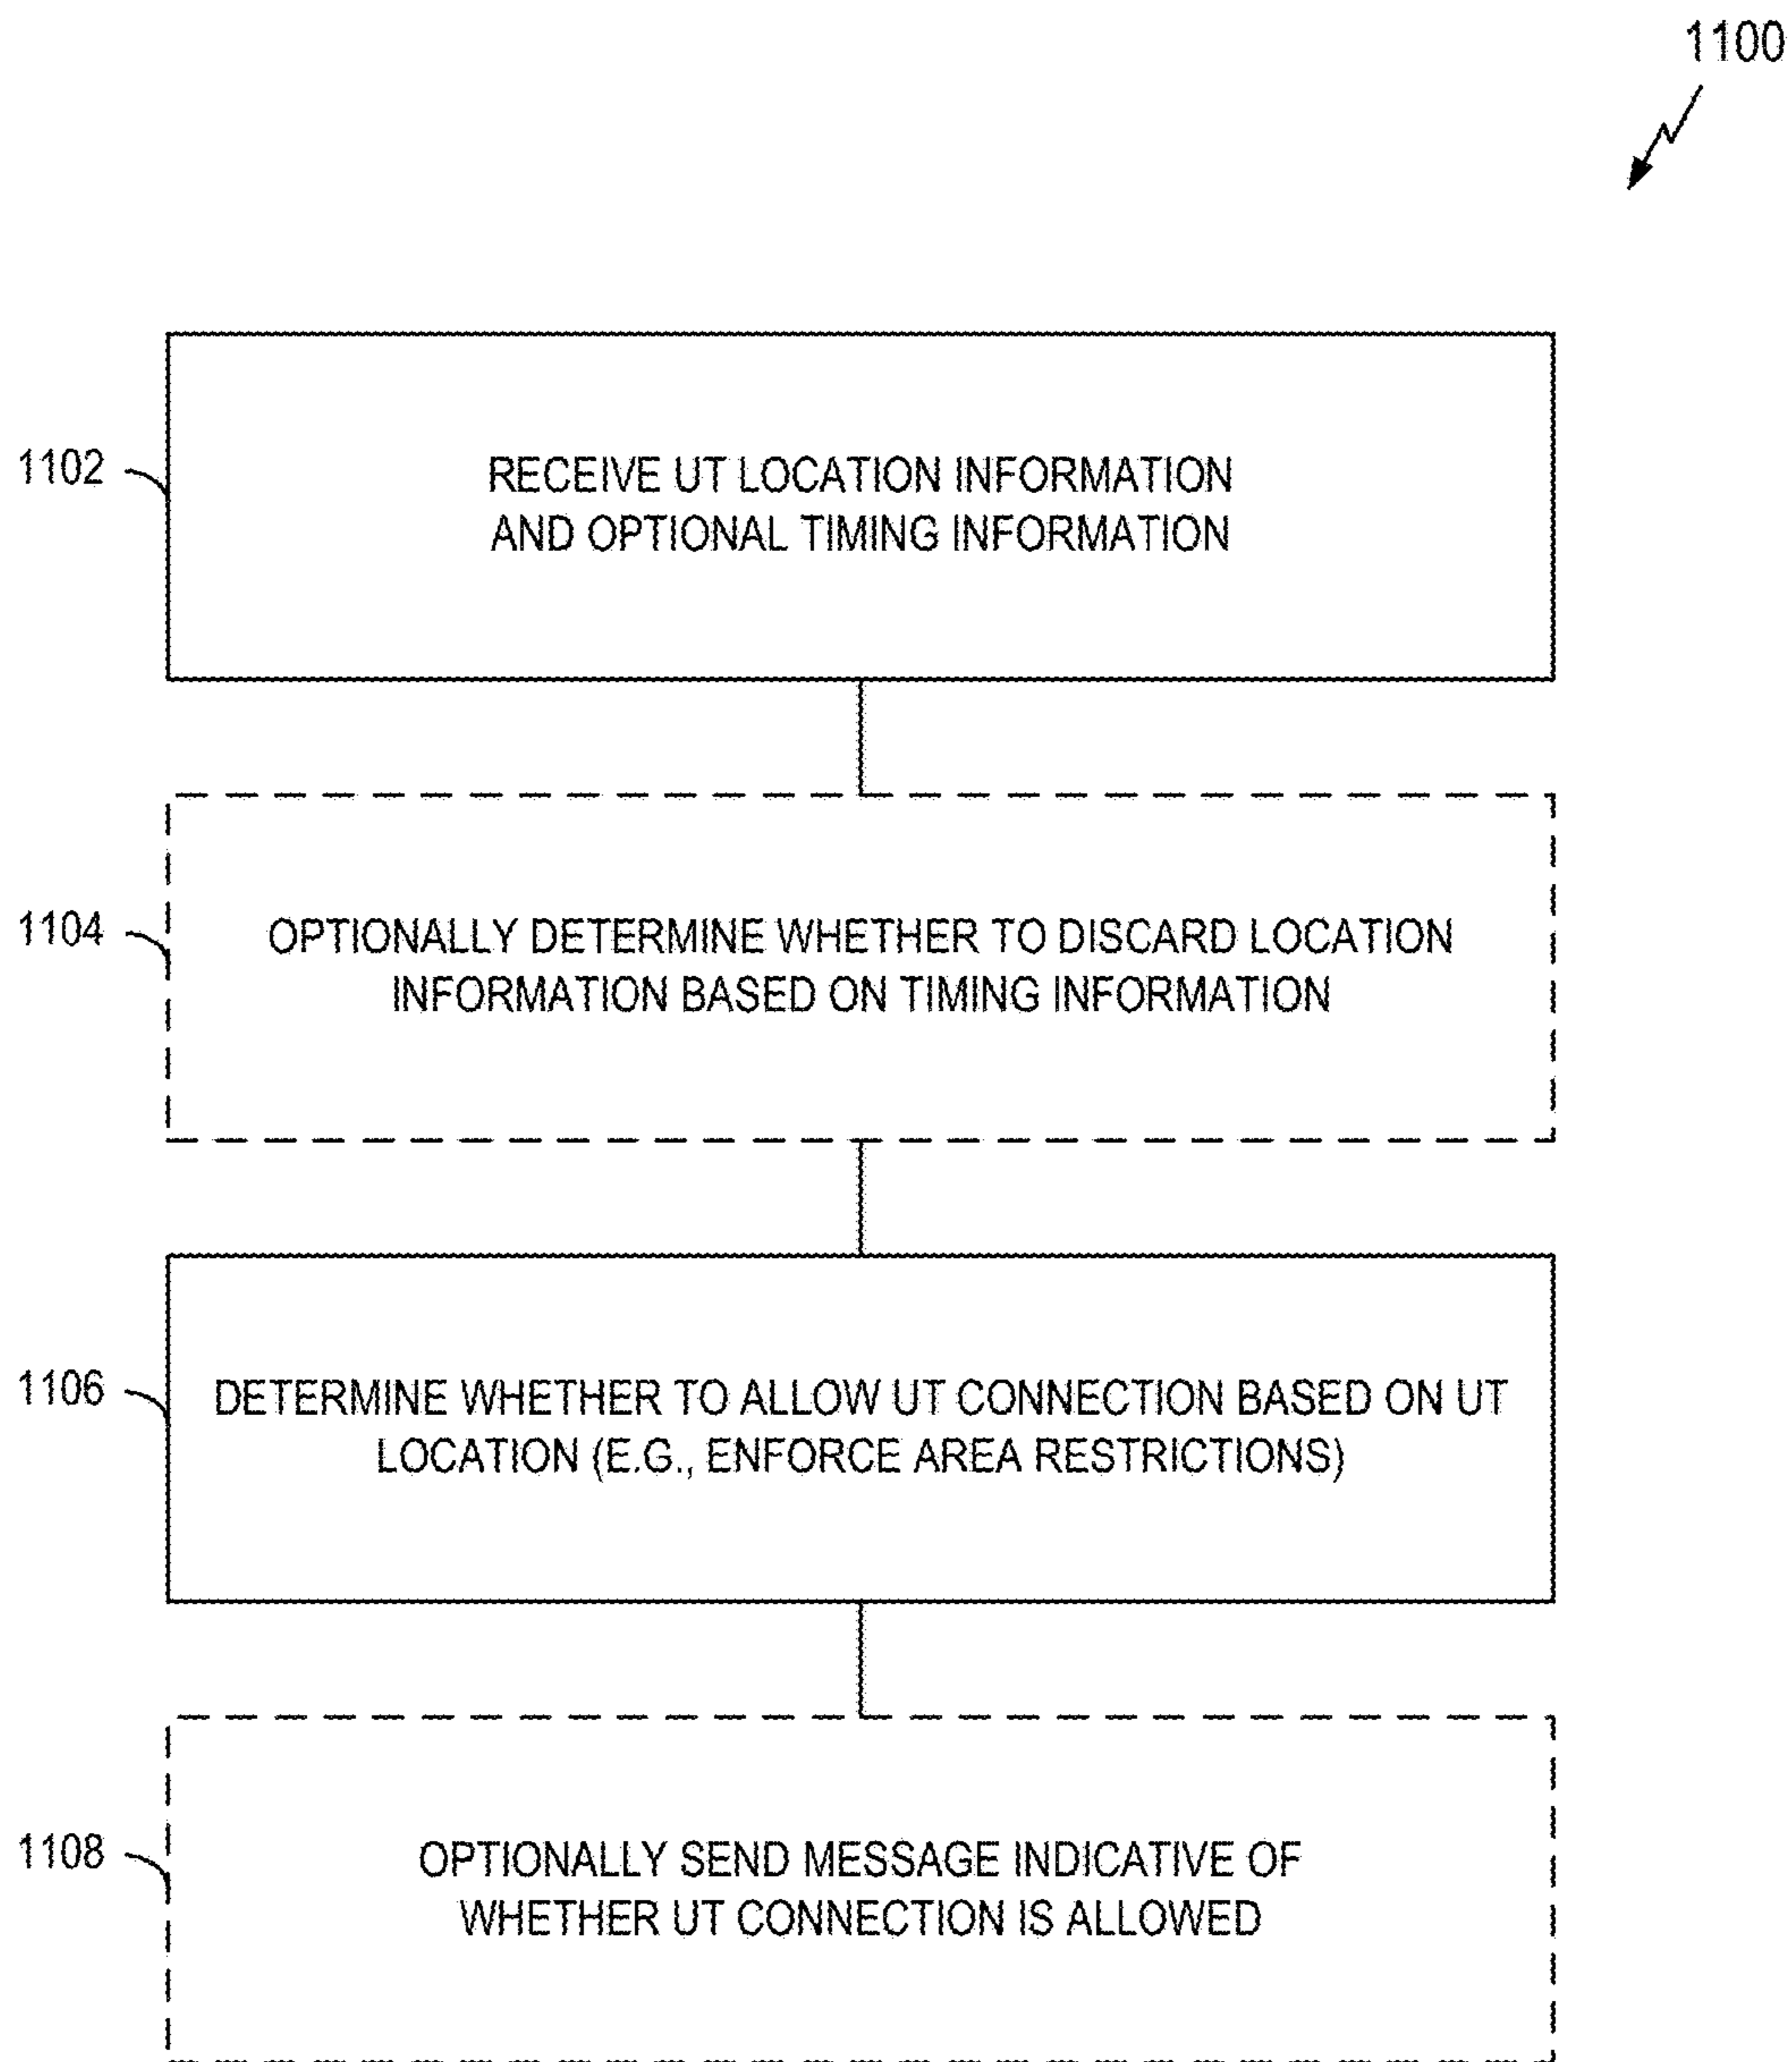 1100
1102
RECEIVE UT LOCATION INFORMATION
AND OPTIONAL TIMING INFORMATION
1104
OPTIONALLY DETERMINE WHETHER TO DISCARD LOCATION
INFORMATION BASED ON TIMING INFORMATION
1106
DETERMINE WHETHER TO ALLOW UT CONNECTION BASED ON UT
LOCATION (E.G., ENFORCE AREA RESTRICTIONS)
1108
OPTIONALLY SEND MESSAGE INDICATIVE OF
WHETHER UT CONNECTION IS ALLOWED